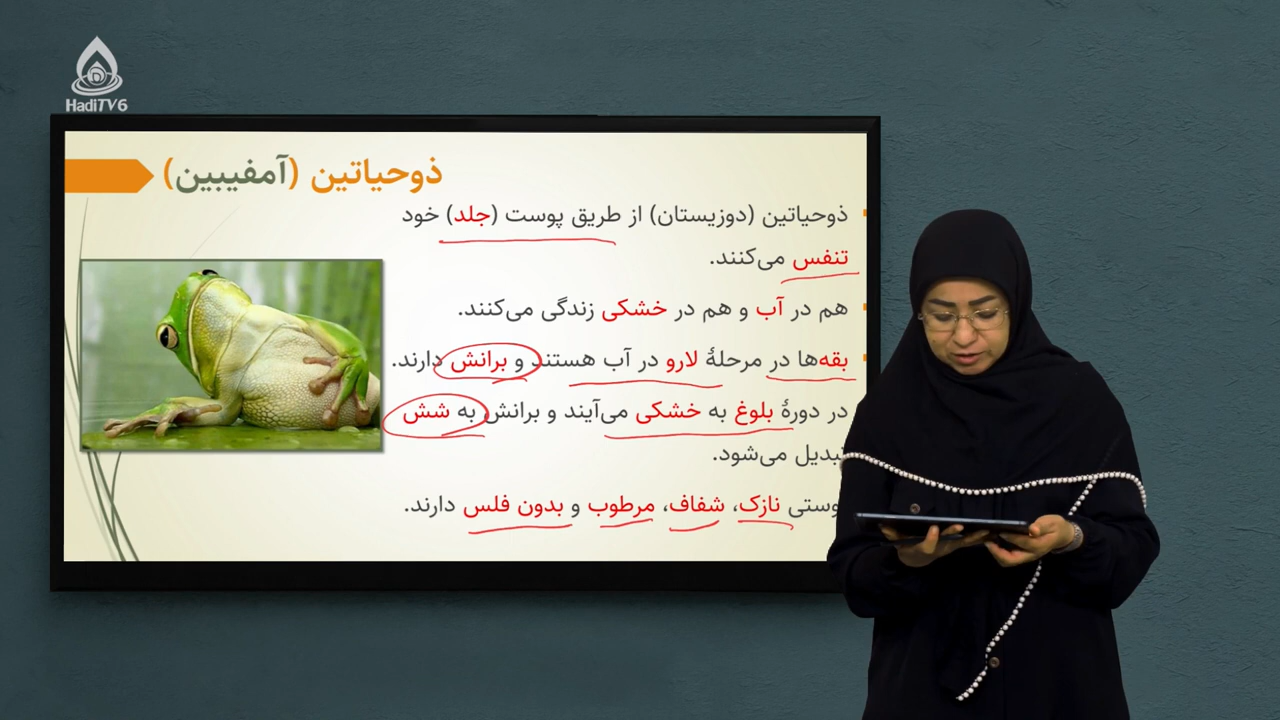 HadiTV6
ذوحیاتین (آمفیبین)
ذوحیاتین (دوزیستان) از طریق پوست (جلد) خود
تنفس می‌کنند.
هم در آب و هم در خشکی زندگی می‌کنند.
بقه‌ها در مرحلهٔ لارو در آب هستند و برانش دارند.
در دورهٔ بلوغ به خشکی می‌آیند و برانش به شش
تبدیل می‌شود.
نازک، شفاف، مرطوب و بدون فلس دارند.